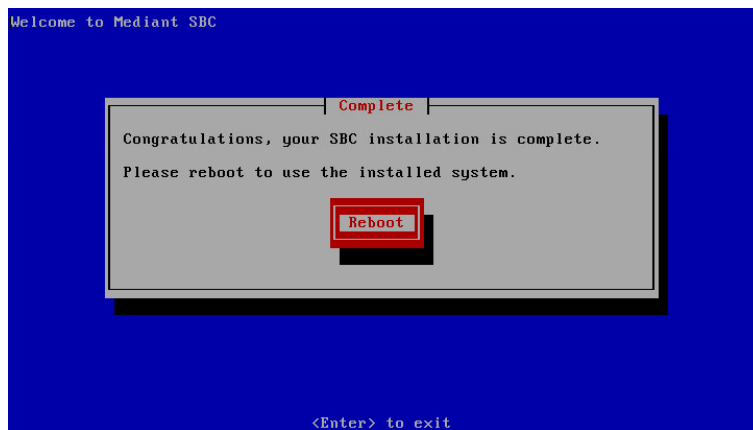 Welcome to Mediant SBC
Complete
Congratulations, your SBC installation is complete.
Please reboot to use the installed system.
Reboot
<Enter> to exit